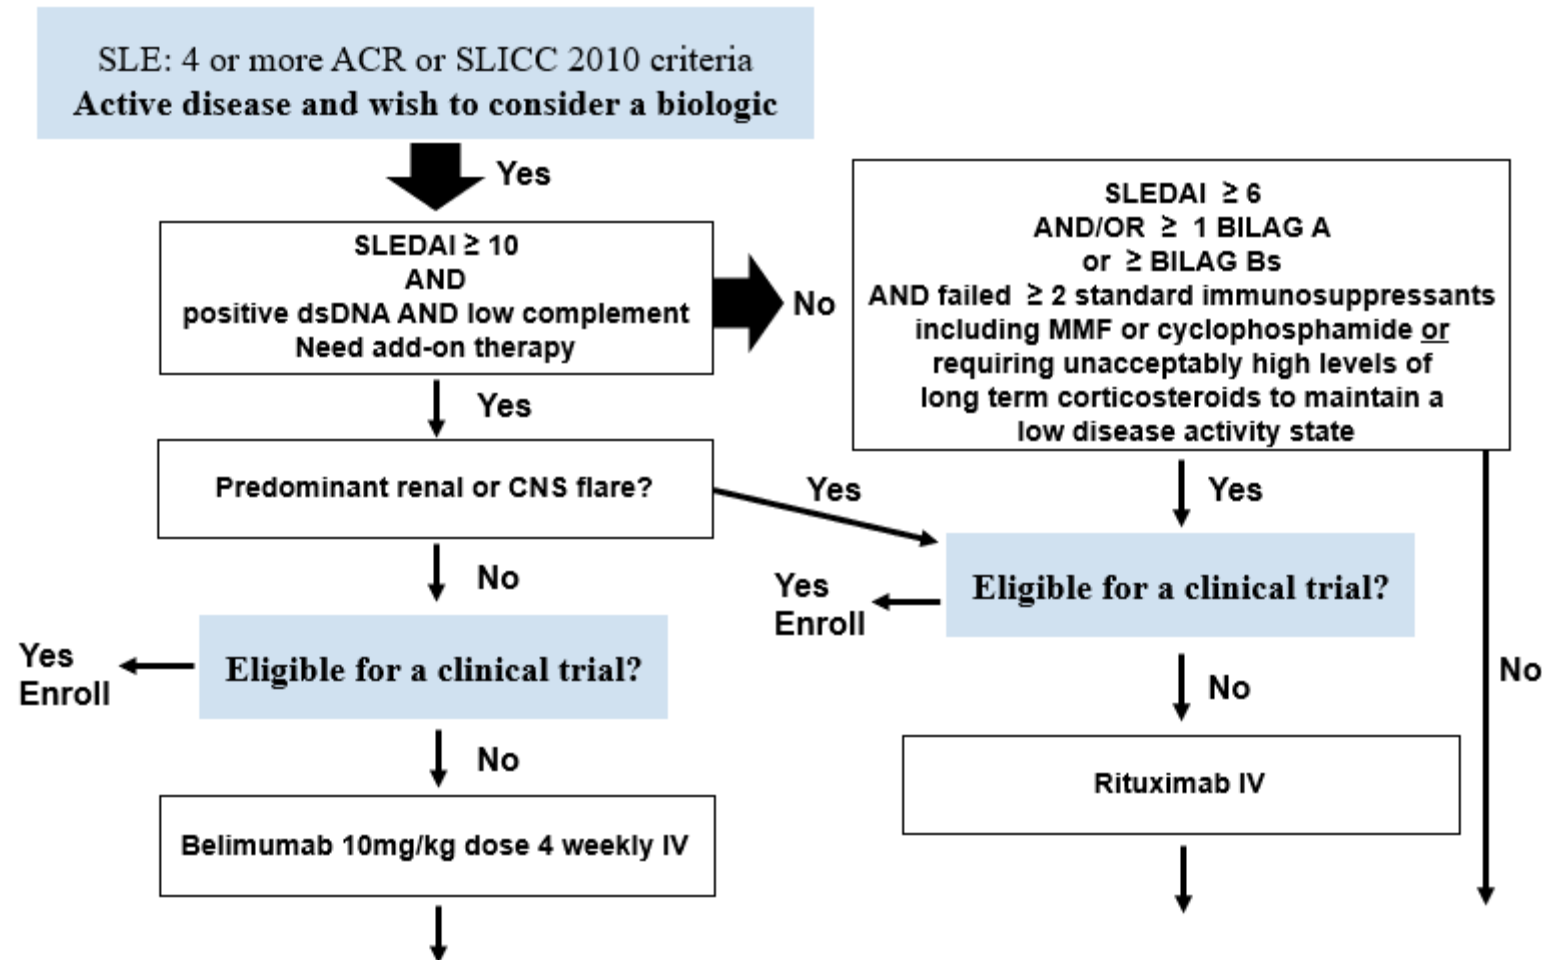 SLE: 4 or more ACR or SLICC 2010 criteria
Active disease and wish to consider a biologic
Yes
SLEDAI ≥ 10
AND
positive dsDNA AND low complement
Need add-on therapy
No
SLEDAI ≥ 6
AND/OR ≥ 1 BILAG A
or ≥ BILAG Bs
AND failed ≥ 2 standard immunosuppressants
including MMF or cyclophosphamide or
requiring unacceptably high levels of
long term corticosteroids to maintain a
low disease activity state
Yes
Predominant renal or CNS flare?
Yes
Yes
No
Eligible for a clinical trial?
Yes
Enroll
No
Eligible for a clinical trial?
Yes
Enroll
No
No
Rituximab IV
Belimumab 10mg/kg dose 4 weekly IV